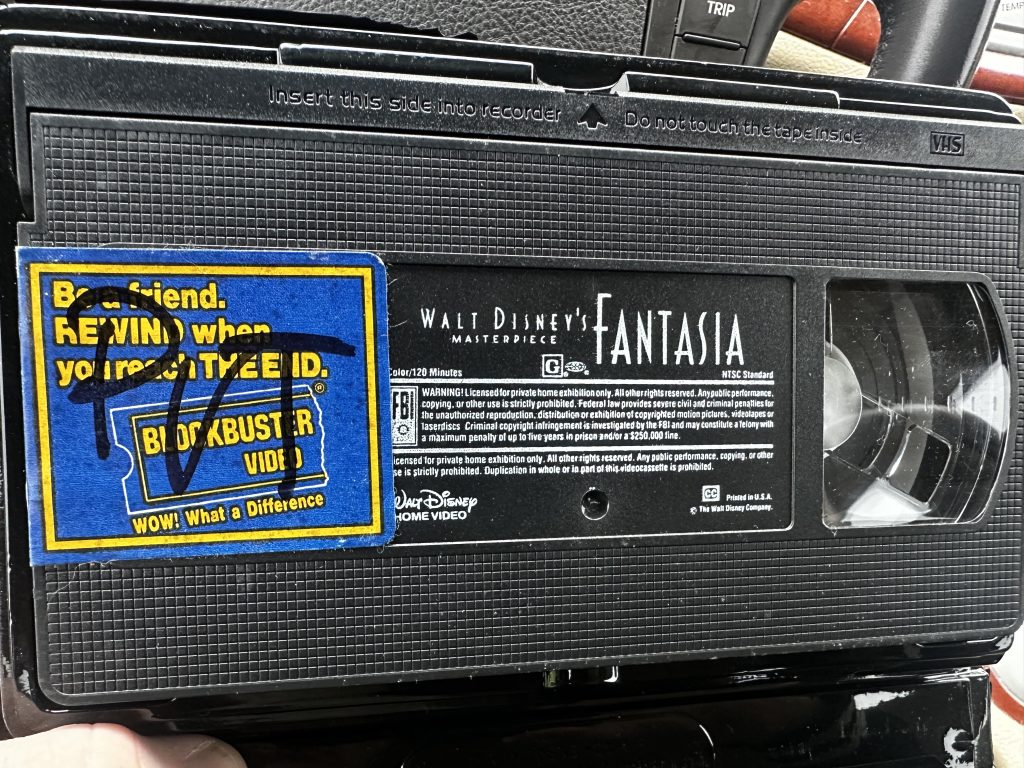 TRIP
TEMP
Insert this side into recorder
Do not touch the tape inside
VHS
Be a friend.
REWIND when
you reach THE END.
PVT
®
BLOCKBUSTER
VIDEO
WOW! What a Difference
WALT DISNEY'S
MASTERPIECE
FANTASIA
G
Color/120 Minutes
NTSC Standard
FBI
WARNING! Licensed for private home exhibition only. All other rights reserved. Any public performance,
copying, or other use is strictly prohibited. Federal law provides severe civil and criminal penalties for
the unauthorized reproduction, distribution or exhibition of copyrighted motion pictures, videotapes or
laserdiscs. Criminal copyright infringement is investigated by the FBI and may constitute a felony with
a maximum penalty of up to five years in prison and/or a $250,000 fine.
icensed for private home exhibition only. All other rights reserved. Any public performance, copying, or other
se is strictly prohibited. Duplication in whole or in part of this videocassette is prohibited.
WALT DISNEY
HOME VIDEO
CC
Printed in U.S.A.
© The Walt Disney Company.